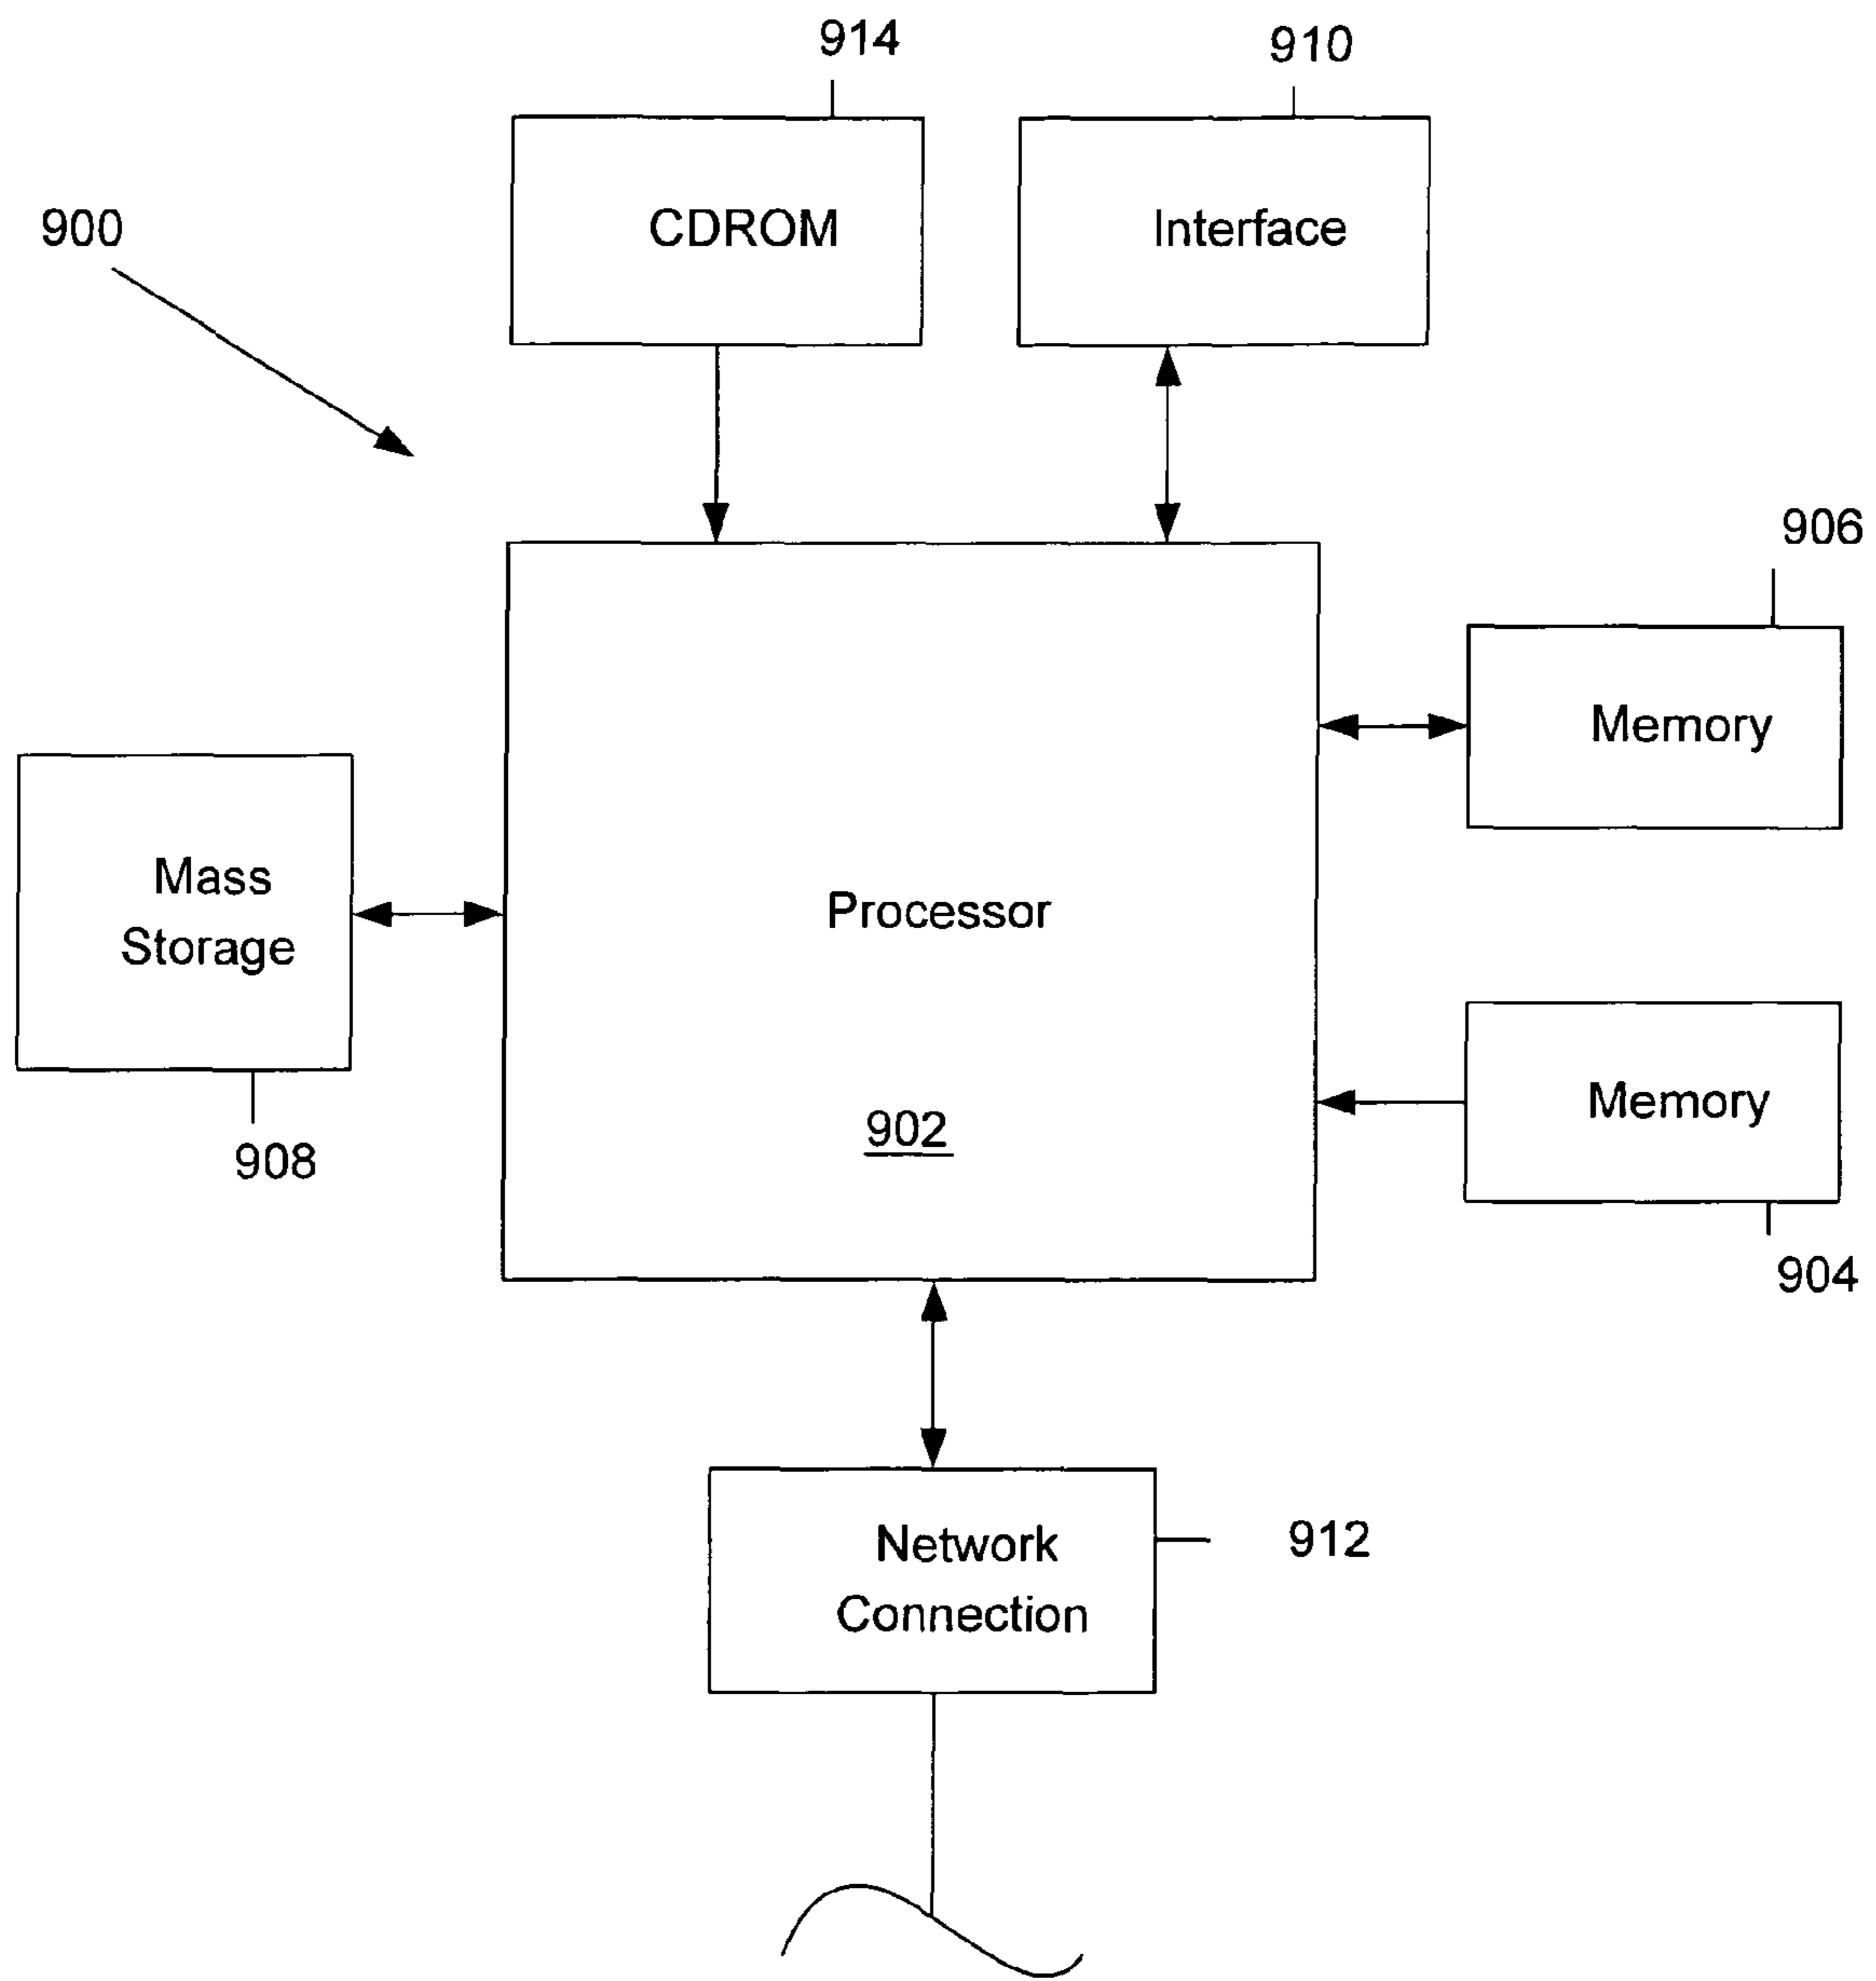 914
910
900
CDROM
Interface
906
Memory
Mass
Storage
Processor
902
Memory
908
904
Network
Connection
912